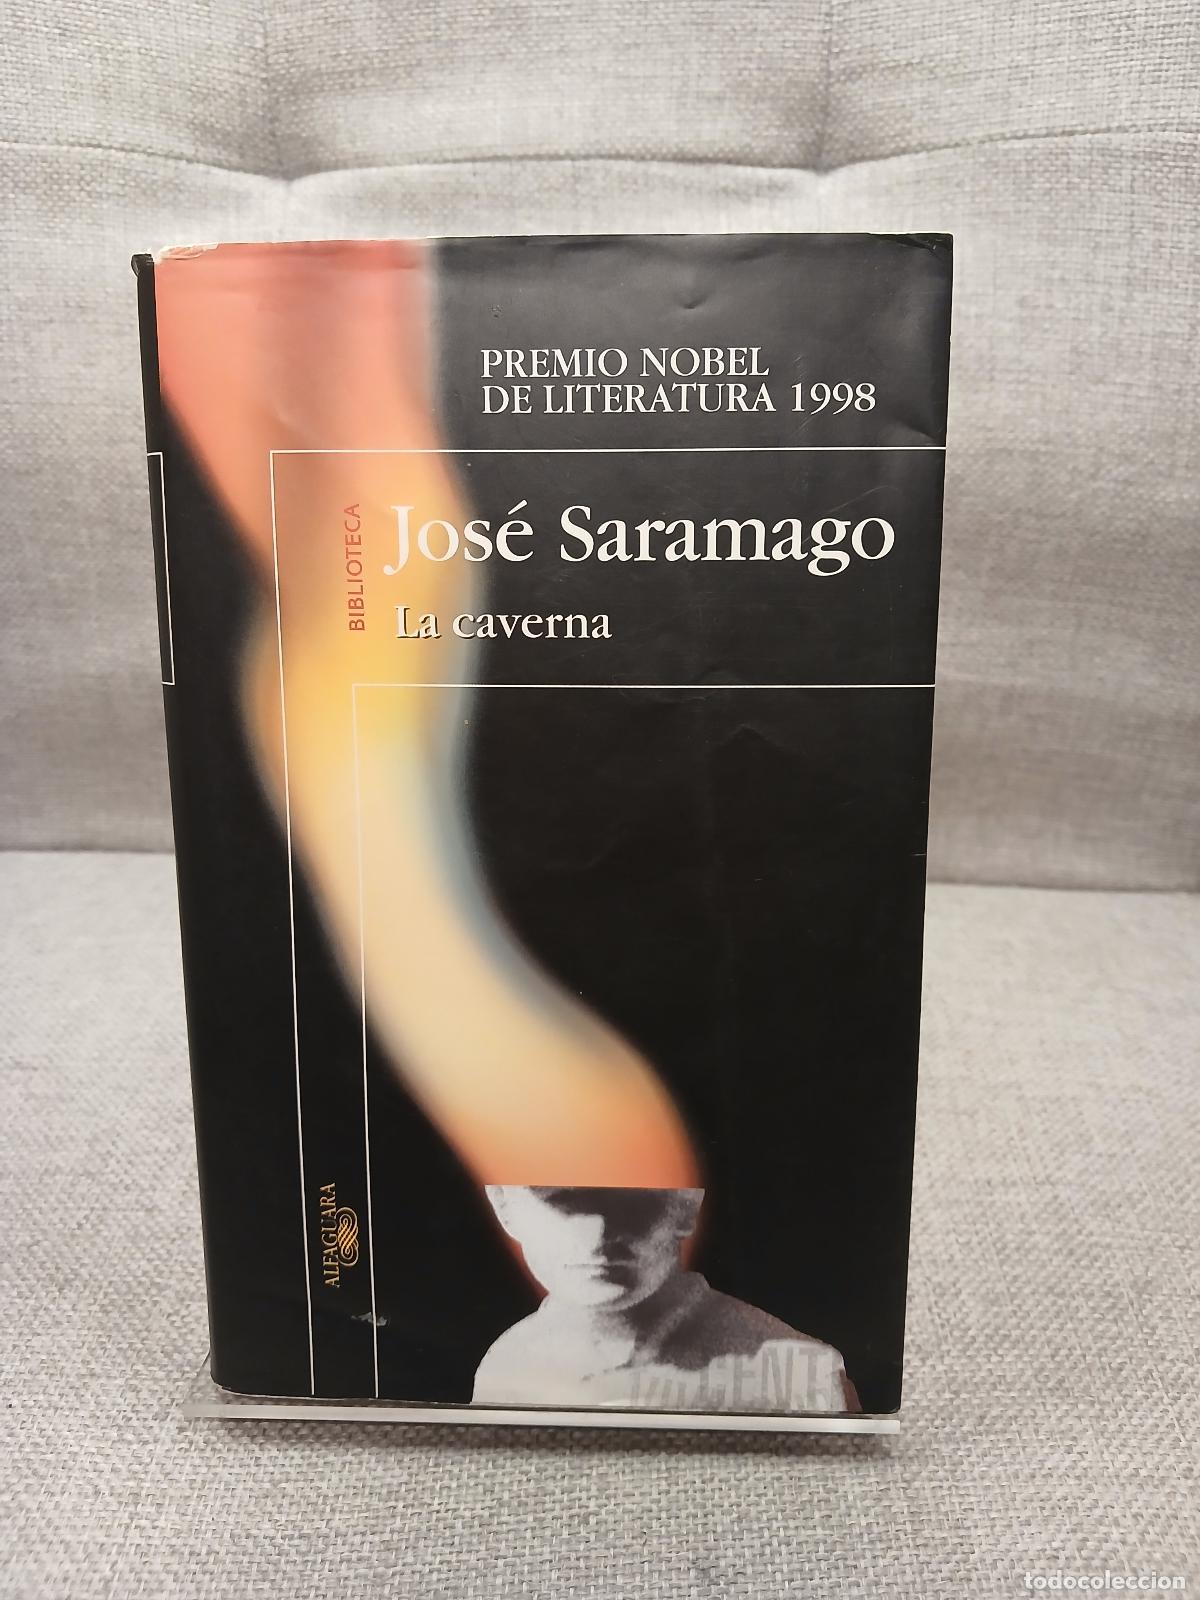 PREMIO NOBEL
DE LITERATURA 1998
BIBLIOTECA
José Saramago
La caverna
ALFAGUARA
todocoleccion